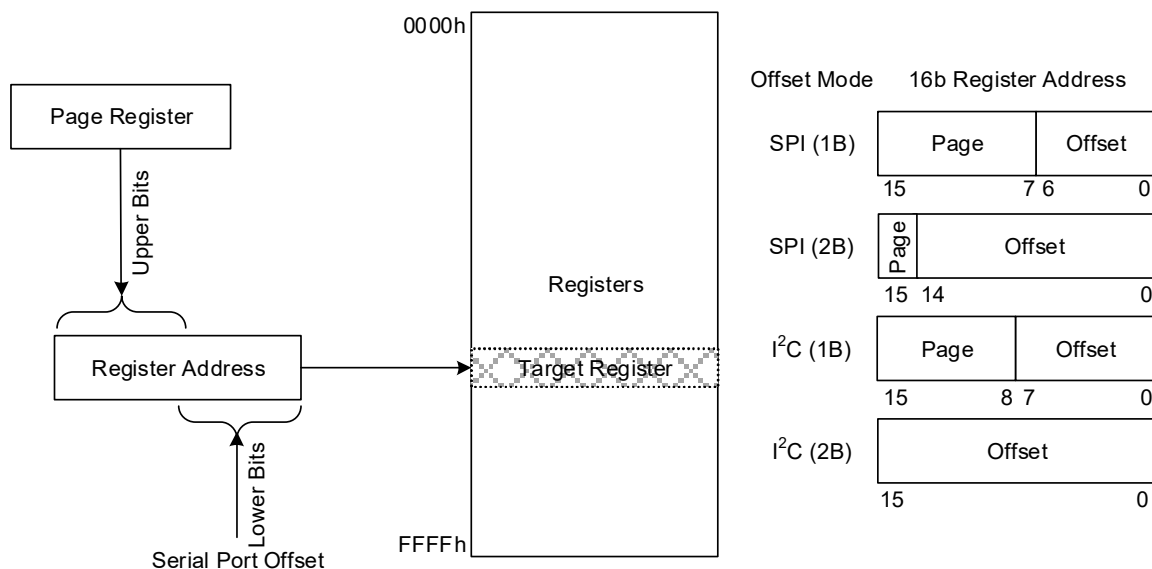 0000h
Page Register
Upper Bits
Register Address
Lower Bits
Serial Port Offset
Registers
Target Register
FFFFh
Offset Mode 16b Register Address
SPI (1B) Page Offset
15 7 6 0
SPI (2B) Page Offset
15 14 0
I²C (1B) Page Offset
15 8 7 0
I²C (2B) Offset
15 0